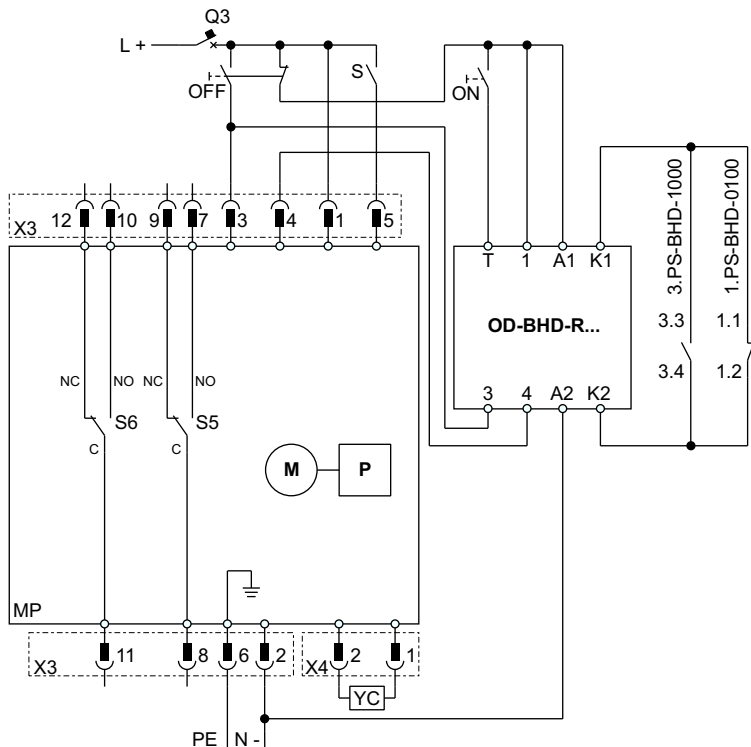 Q3
L +
OFF
S
ON
3.PS-BHD-1000
1.PS-BHD-0100
X3
12
10
9
7
3
4
1
5
T
1
A1
K1
OD-BHD-R...
3.3
1.1
3.4
1.2
3
4
A2
K2
NC
NO
NC
NO
S6
S5
C
C
M
P
MP
X3
11
8
6
2
X4
2
1
YC
PE
N -